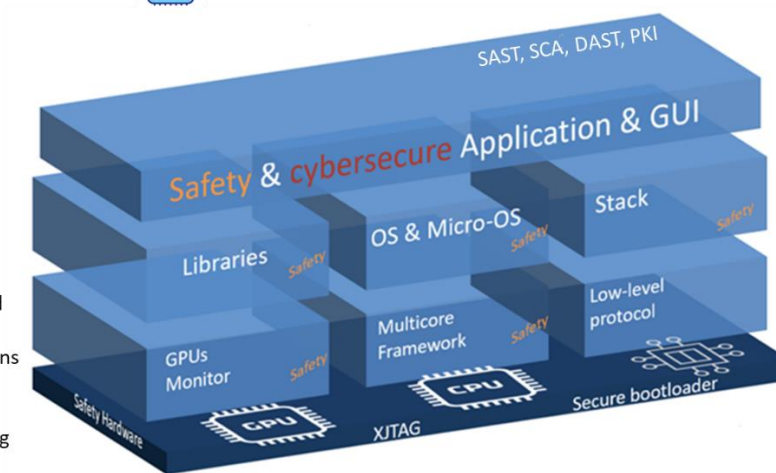 SAST, SCA, DAST, PKI
Safety & cybersecure Application & GUI
Libraries
Safety
OS & Micro-OS
Safety
Stack
Safety
GPUs
Monitor
Safety
Multicore
Framework
Safety
Low-level
protocol
ns
g
Safety Hardware
GPU
XJTAG
CPU
Secure bootloader